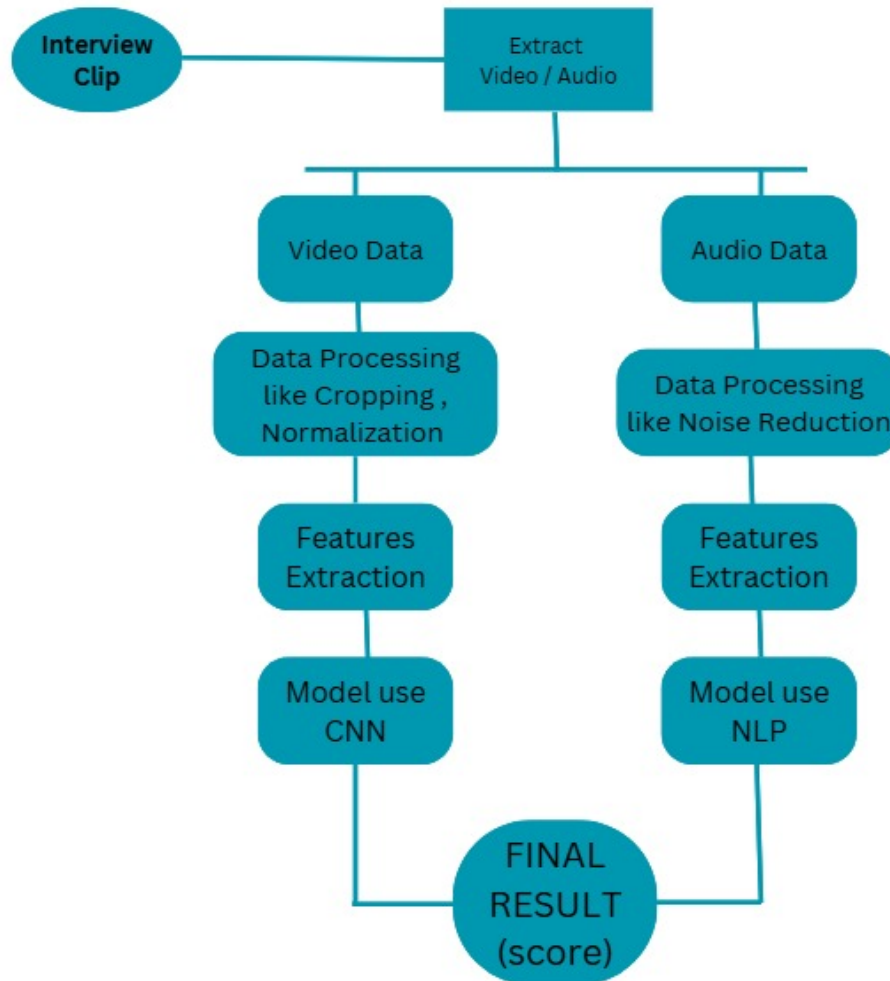 Interview
Clip
Extract
Video / Audio
Video Data
Audio Data
Data Processing
like Cropping ,
Normalization
Data Processing
like Noise Reduction
Features
Extraction
Features
Extraction
Model use
CNN
Model use
NLP
FINAL
RESULT
(score)